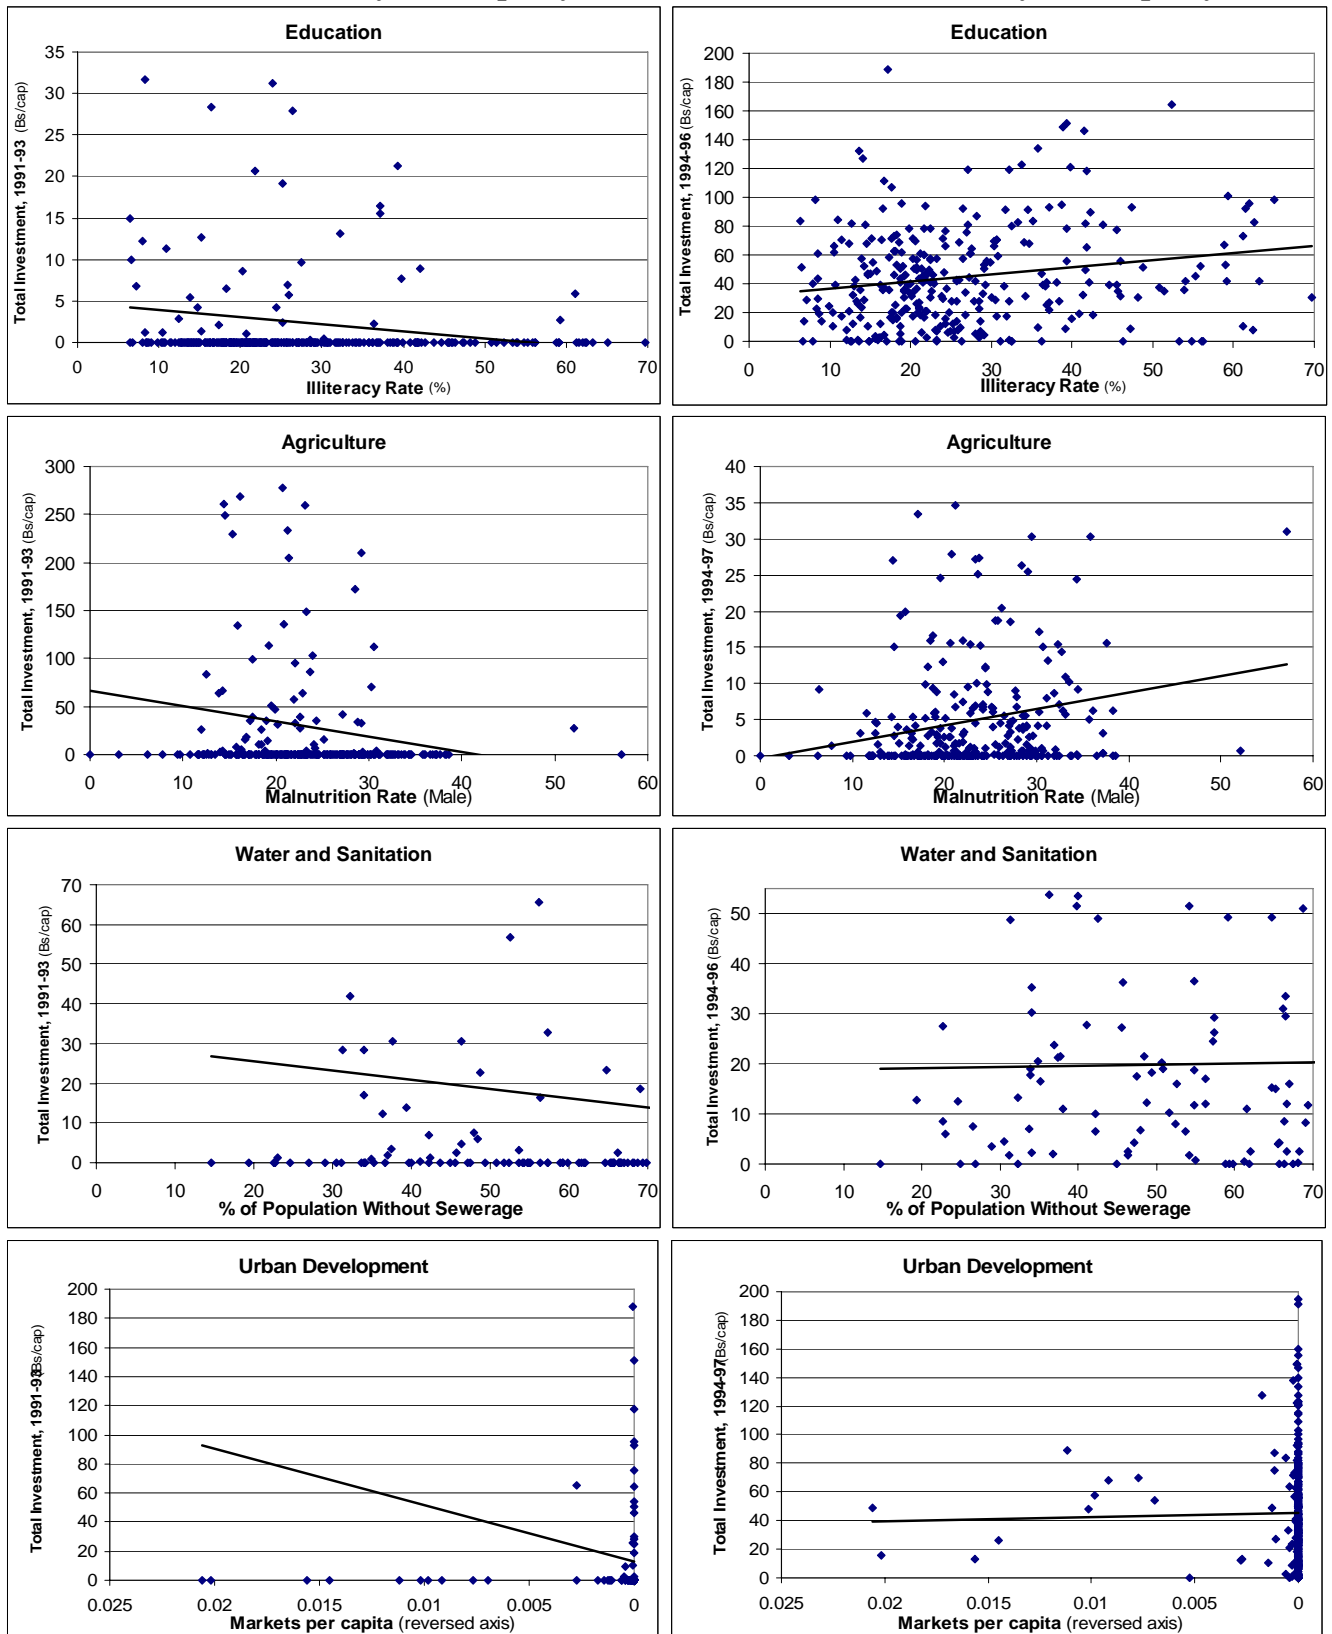 Education
35
30
25
20
15
10
5
0
0 10 20 30 40 50 60 70
Illiteracy Rate (%)
Total Investment, 1991-93 (Bs/cap)
Education
200
180
160
140
120
100
80
60
40
20
0
0 10 20 30 40 50 60 70
Illiteracy Rate (%)
Total Investment, 1994-96 (Bs/cap)
Agriculture
300
250
200
150
100
50
0
0 10 20 30 40 50 60
Malnutrition Rate (Male)
Total Investment, 1991-93 (Bs/cap)
Agriculture
40
35
30
25
20
15
10
5
0
0 10 20 30 40 50 60
Malnutrition Rate (Male)
Total Investment, 1994-97 (Bs/cap)
Water and Sanitation
70
60
50
40
30
20
10
0
0 10 20 30 40 50 60 70
% of Population Without Sewerage
Total Investment, 1991-93 (Bs/cap)
Water and Sanitation
50
40
30
20
10
0
0 10 20 30 40 50 60 70
% of Population Without Sewerage
Total Investment, 1994-96 (Bs/cap)
Urban Development
200
180
160
140
120
100
80
60
40
20
0
0.025 0.02 0.015 0.01 0.005 0
Markets per capita (reversed axis)
Total Investment, 1991-93 (Bs/cap)
Urban Development
200
180
160
140
120
100
80
60
40
20
0
0.025 0.02 0.015 0.01 0.005 0
Markets per capita (reversed axis)
Total Investment, 1994-97 (Bs/cap)